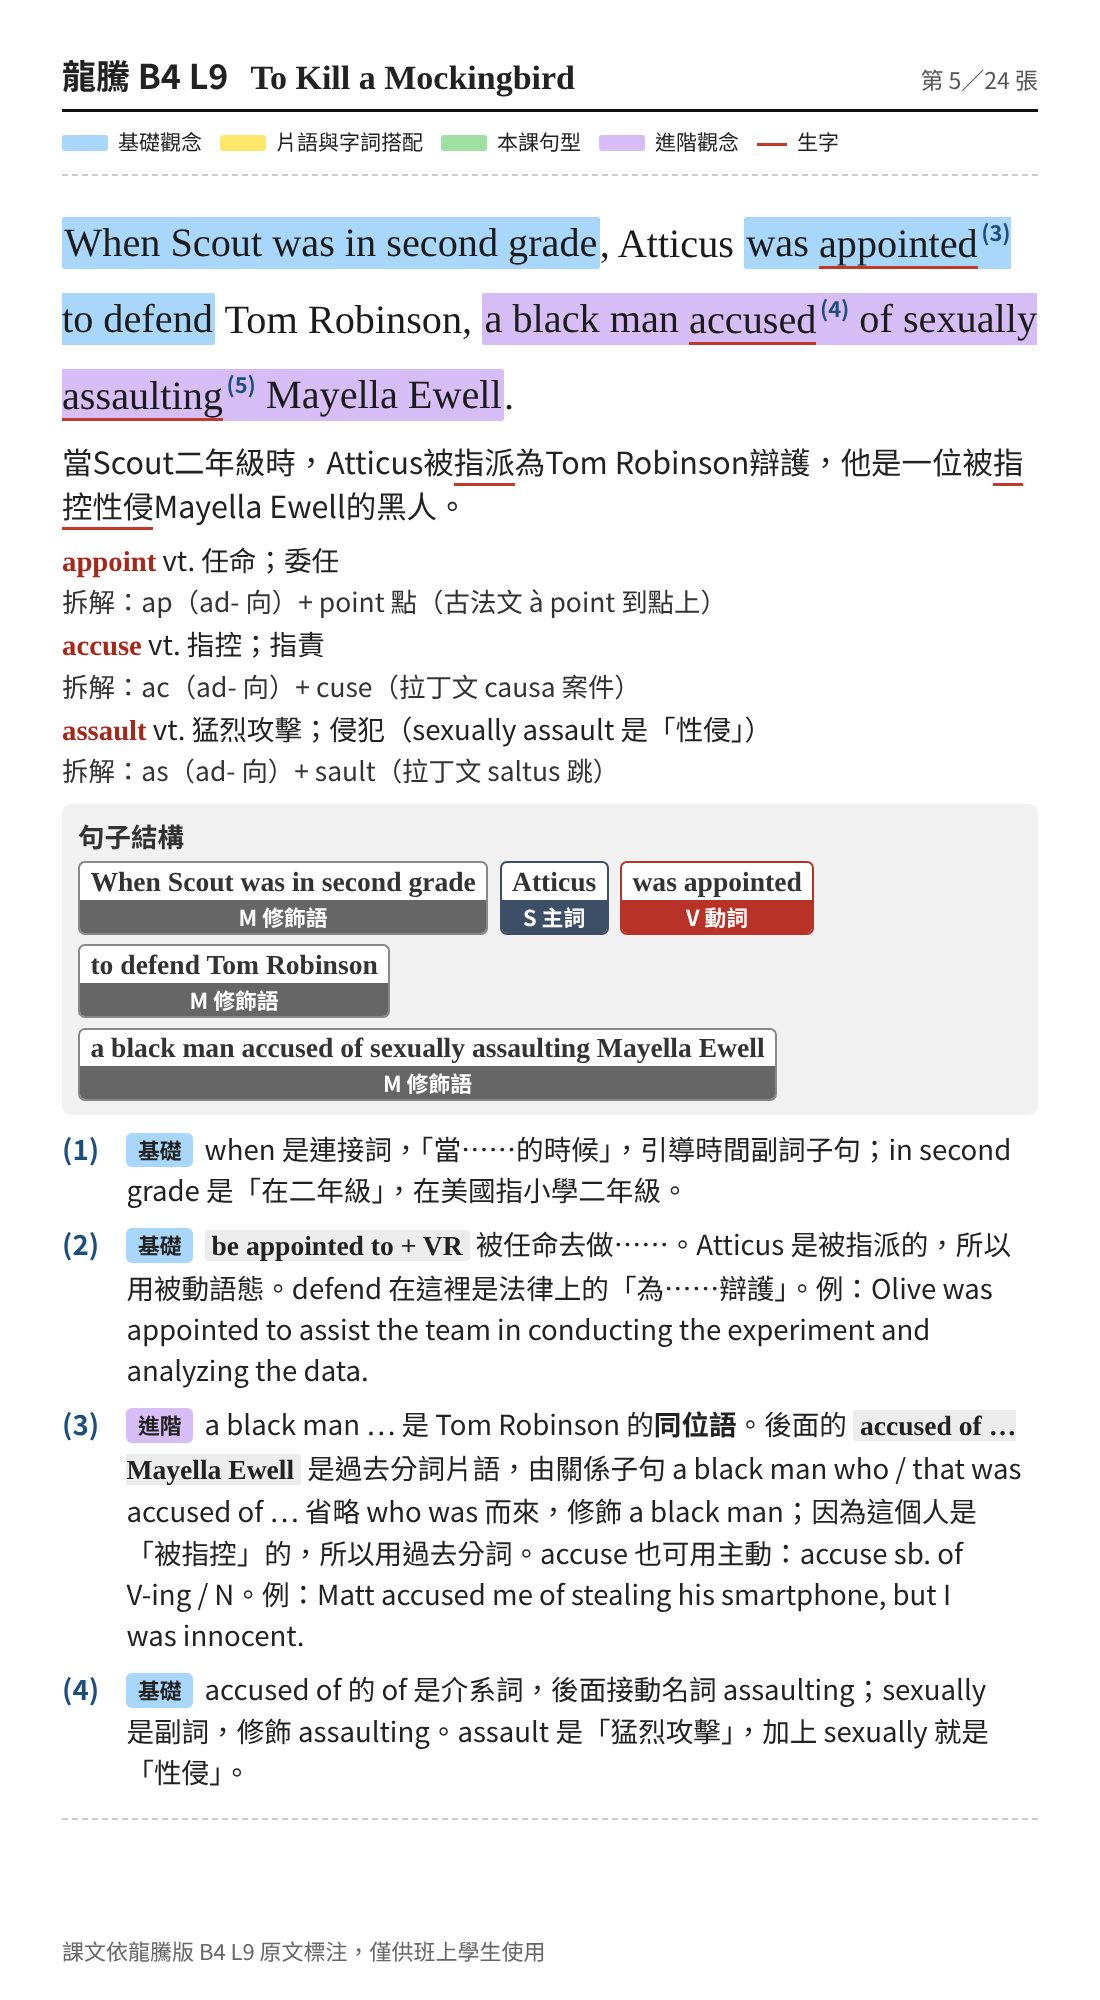 龍騰 B4 L9 To Kill a Mockingbird 第 5／24 張
基礎觀念 片語與字詞搭配 本課句型 進階觀念 生字
When Scout was in second grade, Atticus was appointed(3)
to defend Tom Robinson, a black man accused(4) of sexually
assaulting(5) Mayella Ewell.
當Scout二年級時，Atticus被指派為Tom Robinson辯護，他是一位被指
控性侵Mayella Ewell的黑人。
appoint vt. 任命；委任
拆解：ap（ad- 向）+ point 點（古法文 à point 到點上）
accuse vt. 指控；指責
拆解：ac（ad- 向）+ cuse（拉丁文 causa 案件）
assault vt. 猛烈攻擊；侵犯（sexually assault 是「性侵」）
拆解：as（ad- 向）+ sault（拉丁文 saltus 跳）
句子結構
When Scout was in second grade Atticus was appointed
M 修飾語 S 主詞 V 動詞
to defend Tom Robinson
M 修飾語
a black man accused of sexually assaulting Mayella Ewell
M 修飾語
(1) 基礎 when 是連接詞，「當⋯⋯的時候」，引導時間副詞子句；in second
grade 是「在二年級」，在美國指小學二年級。
(2) 基礎 be appointed to + VR 被任命去做⋯⋯。Atticus 是被指派的，所以
用被動語態。defend 在這裡是法律上的「為⋯⋯辯護」。例：Olive was
appointed to assist the team in conducting the experiment and
analyzing the data.
(3) 進階 a black man … 是 Tom Robinson 的同位語。後面的 accused of …
Mayella Ewell 是過去分詞片語，由關係子句 a black man who / that was
accused of … 省略 who was 而來，修飾 a black man；因為這個人是
「被指控」的，所以用過去分詞。accuse 也可用主動：accuse sb. of
V-ing / N。例：Matt accused me of stealing his smartphone, but I
was innocent.
(4) 基礎 accused of 的 of 是介系詞，後面接動名詞 assaulting；sexually
是副詞，修飾 assaulting。assault 是「猛烈攻擊」，加上 sexually 就是
「性侵」。
課文依龍騰版 B4 L9 原文標注，僅供班上學生使用